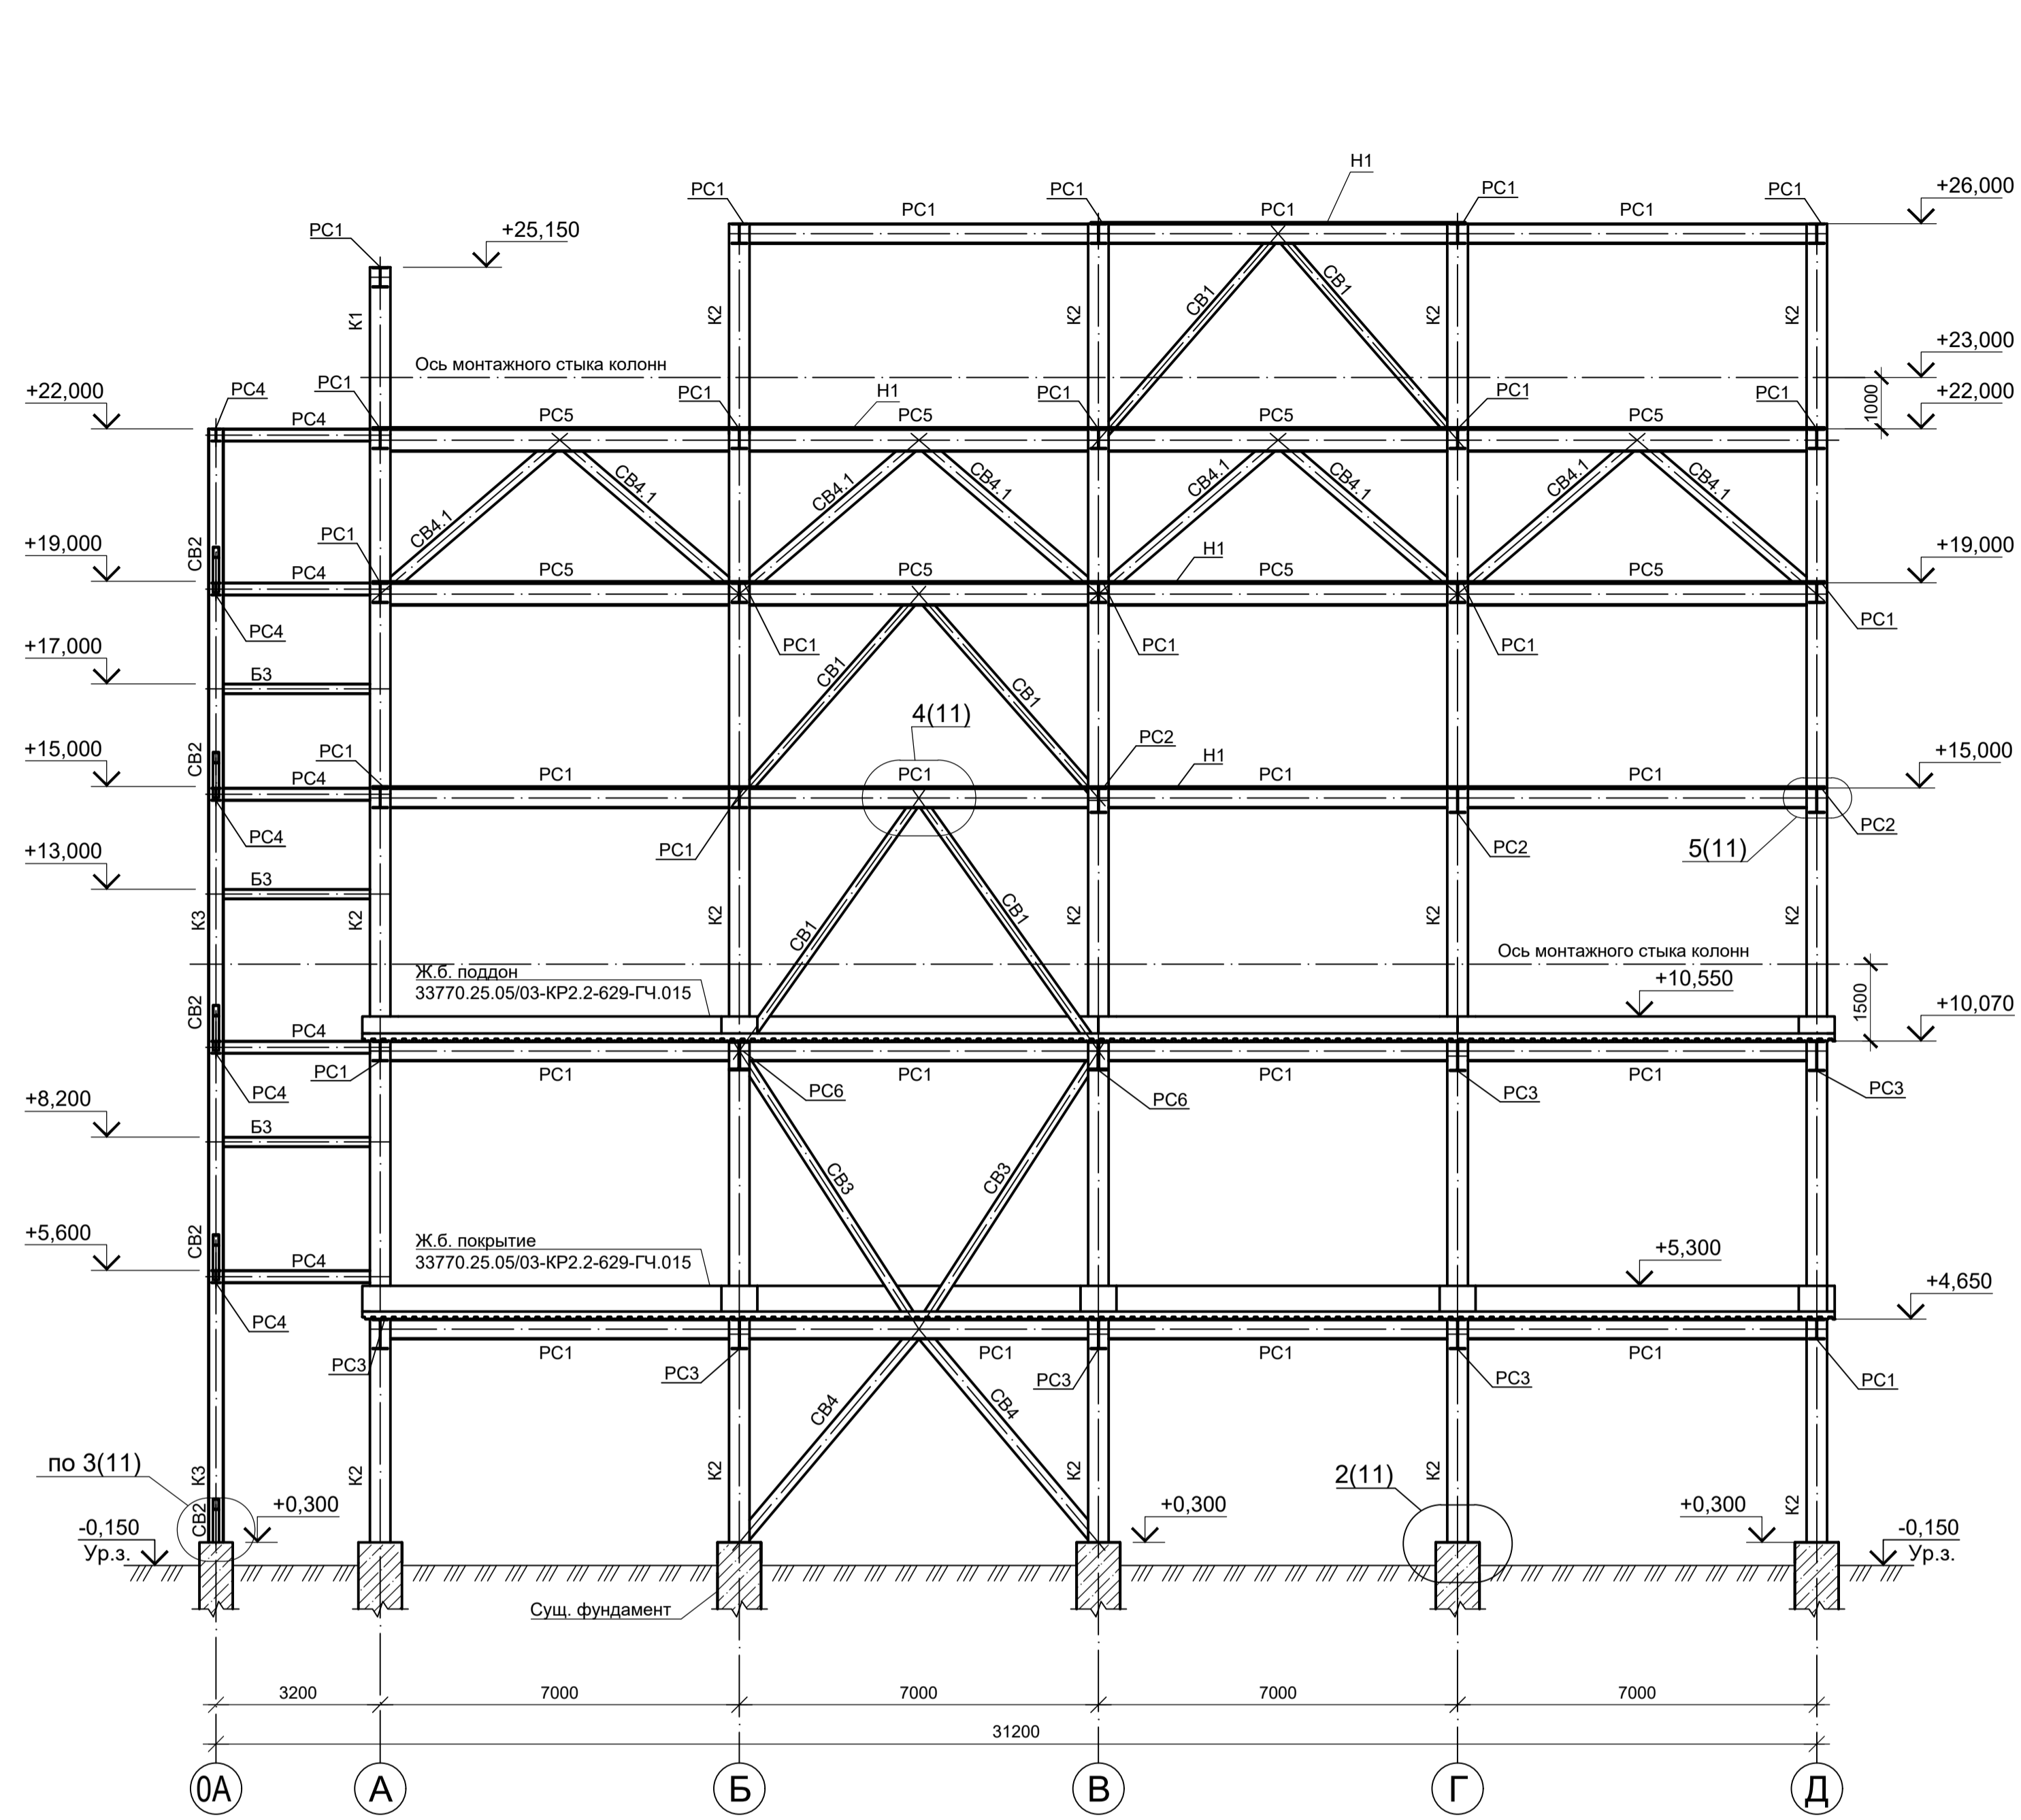 Н1
РС1
РС1
РС1
РС1
+26,000
РС1
РС1
РС1
РС1
+25,150
СВ1
СВ1
К1
К2
К2
К2
К2
+23,000
Ось монтажного стыка колонн
+22,000
РС4
РС1
РС1
Н1
РС1
РС1
РС1
+22,000
1000
РС4
РС5
РС5
РС5
РС5
СВ4.1
СВ4.1
СВ4.1
СВ4.1
СВ4.1
СВ4.1
СВ4.1
СВ4.1
+19,000
СВ2
РС1
Н1
+19,000
РС4
РС5
РС5
РС5
РС5
РС4
РС1
РС1
РС1
РС1
+17,000
Б3
СВ1
СВ1
4(11)
+15,000
СВ2
РС1
РС2
Н1
+15,000
РС4
РС1
РС1
РС1
РС1
РС4
РС1
РС2
5(11)
РС2
+13,000
Б3
К3
К2
К2
СВ1
СВ1
К2
К2
К2
Ось монтажного стыка колонн
Ж.б. поддон
33770.25.05/03-КР2.2-629-ГЧ.015
+10,550
1500
+10,070
СВ2
РС4
РС1
РС1
РС1
РС1
РС1
РС4
РС6
РС6
РС3
РС3
+8,200
Б3
СВ3
СВ3
Ж.б. покрытие
33770.25.05/03-КР2.2-629-ГЧ.015
+5,600
СВ2
РС4
+5,300
+4,650
РС4
РС3
РС1
РС3
РС1
РС3
РС1
РС3
РС1
РС1
СВ4
СВ4
по 3(11)
К3
К2
К2
К2
2(11)
К2
К2
СВ2
+0,300
+0,300
+0,300
-0,150
Ур.з.
-0,150
Ур.з.
Сущ. фундамент
3200
7000
7000
7000
7000
31200
0А
А
Б
В
Г
Д